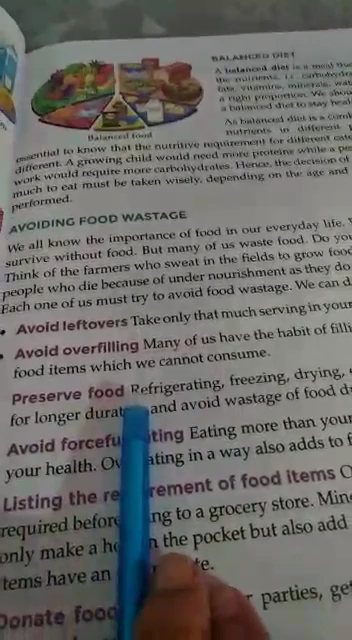 BALANCED DIET
A balanced diet is a meal tha
the nutrients, i.e. carbohydra
fats, vitamins, minerals, wat
a right proportion. We shou
a balanced diet to stay heal
As balanced diet is a com
nutrients in different p
Balanced food
essential to know that the nutritive requirement for different cate
different. A growing child would need more proteins while a pe
work would require more carbohydrates. Hence, the decision of
much to eat must be taken wisely, depending on the age and
performed.
AVOIDING FOOD WASTAGE
We all know the importance of food in our everyday life.
survive without food. But many of us waste food. Do you
Think of the farmers who sweat in the fields to grow food
people who die because of under nourishment as they do
Each one of us must try to avoid food wastage. We can d
• Avoid leftovers Take only that much serving in your
• Avoid overfilling Many of us have the habit of filli
food items which we cannot consume.
Preserve food Refrigerating, freezing, drying,
for longer durat and avoid wastage of food d
Avoid forcefu ting Eating more than your
your health. Ov ating in a way also adds to f
Listing the re rement of food items O
required before ng to a grocery store. Min
only make a ho n the pocket but also add
tems have an te.
Donate food parties, get